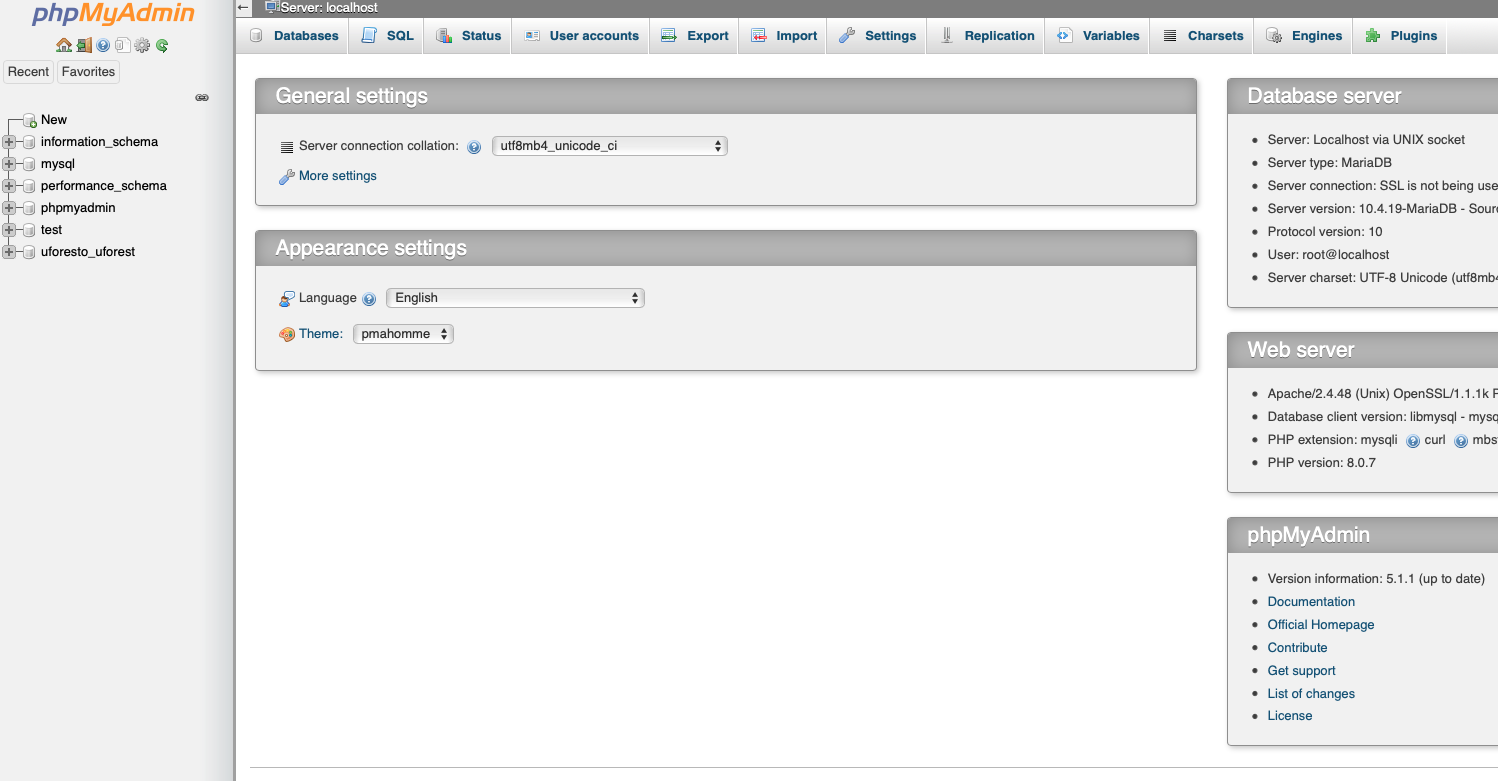 phpMyAdmin
Recent Favorites
New
information_schema
mysql
performance_schema
phpmyadmin
test
uforesto_uforest
Server: localhost
Databases SQL Status User accounts Export Import Settings Replication Variables Charsets Engines Plugins
General settings
Server connection collation: utf8mb4_unicode_ci
More settings
Appearance settings
Language English
Theme: pmahomme
Database server
Server: Localhost via UNIX socket
Server type: MariaDB
Server connection: SSL is not being use
Server version: 10.4.19-MariaDB - Sour
Protocol version: 10
User: root@localhost
Server charset: UTF-8 Unicode (utf8mb4
Web server
Apache/2.4.48 (Unix) OpenSSL/1.1.1k P
Database client version: libmysql - mysq
PHP extension: mysqli curl mbs
PHP version: 8.0.7
phpMyAdmin
Version information: 5.1.1 (up to date)
Documentation
Official Homepage
Contribute
Get support
List of changes
License